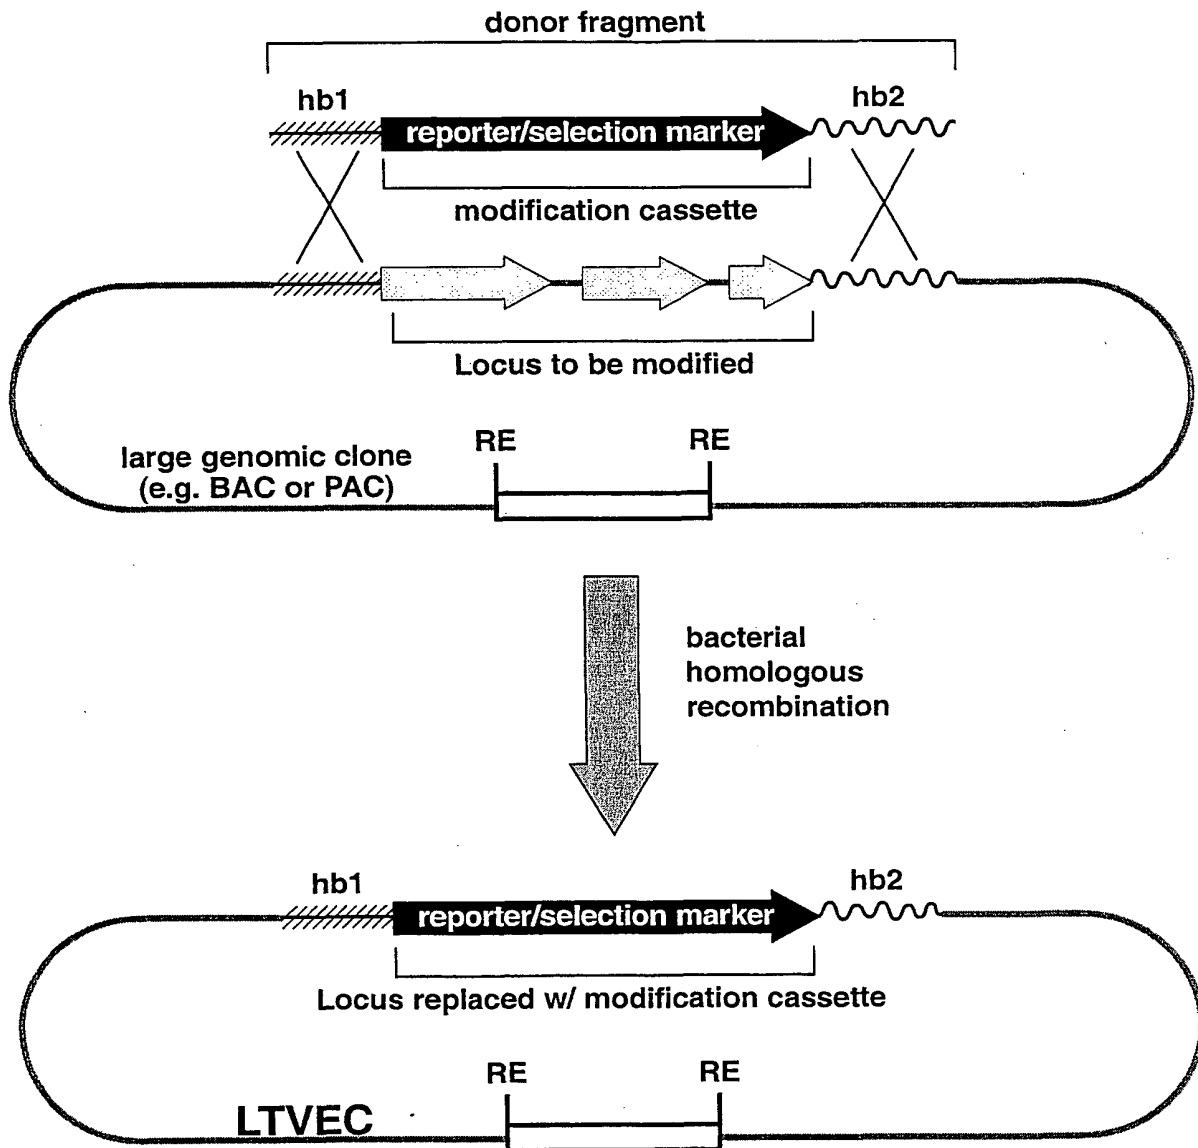 donor fragment
hb1
hb2
reporter/selection marker
modification cassette
Locus to be modified
RE
RE
large genomic clone
(e.g. BAC or PAC)
bacterial
homologous
recombination
hb1
hb2
reporter/selection marker
Locus replaced w/ modification cassette
RE
RE
LTVEC